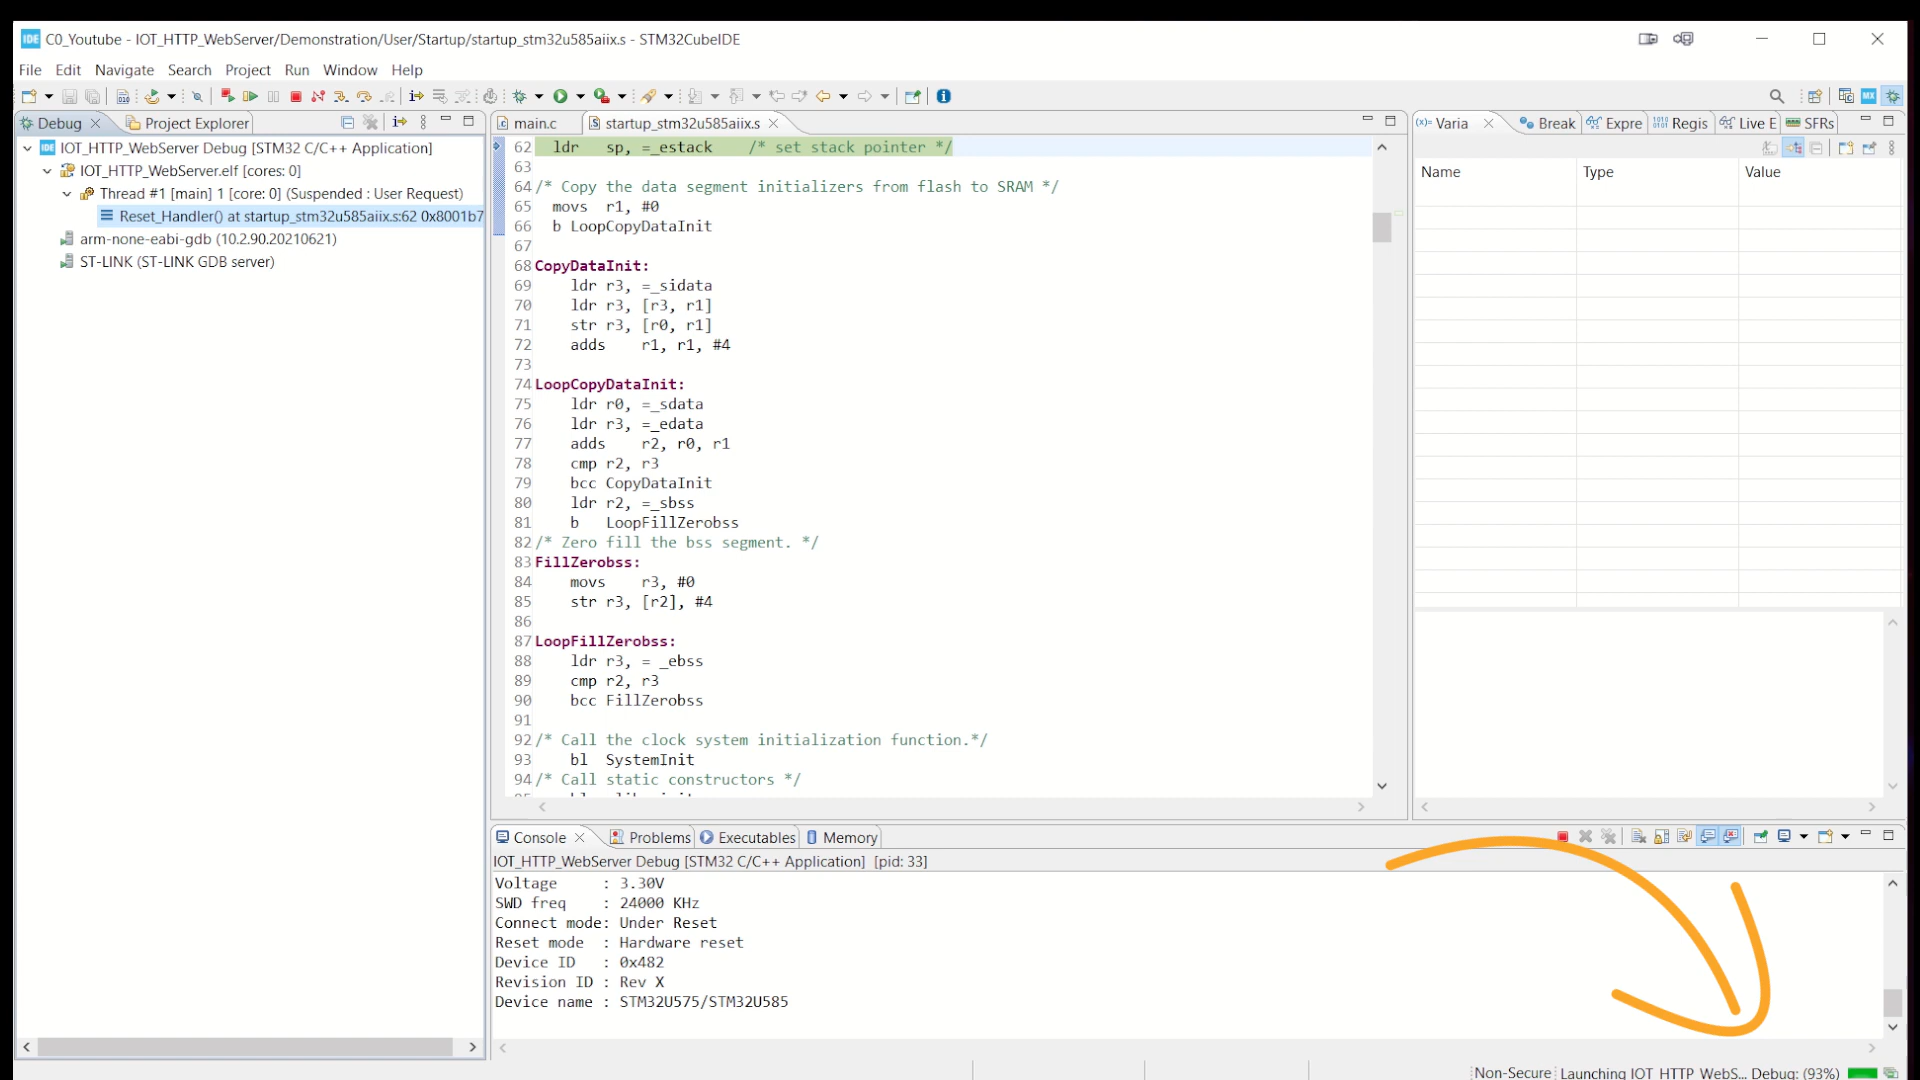 IDE C0_Youtube - IOT_HTTP_WebServer/Demonstration/User/Startup/startup_stm32u585aiix.s - STM32CubeIDE
File Edit Navigate Search Project Run Window Help
Debug Project Explorer
main.c startup_stm32u585aiix.s
Varia Break Expre Regis Live E SFRs
IOT_HTTP_WebServer Debug [STM32 C/C++ Application]
IOT_HTTP_WebServer.elf [cores: 0]
Thread #1 [main] 1 [core: 0] (Suspended : User Request)
Reset_Handler() at startup_stm32u585aiix.s:62 0x8001b7
arm-none-eabi-gdb (10.2.90.20210621)
ST-LINK (ST-LINK GDB server)
62 ldr sp, =_estack /* set stack pointer */
63
64 /* Copy the data segment initializers from flash to SRAM */
65 movs r1, #0
66 b LoopCopyDataInit
67
68 CopyDataInit:
69 ldr r3, =_sidata
70 ldr r3, [r3, r1]
71 str r3, [r0, r1]
72 adds r1, r1, #4
73
74 LoopCopyDataInit:
75 ldr r0, =_sdata
76 ldr r3, =_edata
77 adds r2, r0, r1
78 cmp r2, r3
79 bcc CopyDataInit
80 ldr r2, =_sbss
81 b LoopFillZerobss
82 /* Zero fill the bss segment. */
83 FillZerobss:
84 movs r3, #0
85 str r3, [r2], #4
86
87 LoopFillZerobss:
88 ldr r3, = _ebss
89 cmp r2, r3
90 bcc FillZerobss
91
92 /* Call the clock system initialization function.*/
93 bl SystemInit
94 /* Call static constructors */
Name Type Value
Console Problems Executables Memory
IOT_HTTP_WebServer Debug [STM32 C/C++ Application] [pid: 33]
Voltage : 3.30V
SWD freq : 24000 KHz
Connect mode: Under Reset
Reset mode : Hardware reset
Device ID : 0x482
Revision ID : Rev X
Device name : STM32U575/STM32U585
Non-Secure Launching IOT_HTTP_WebS... Debug: (93%)